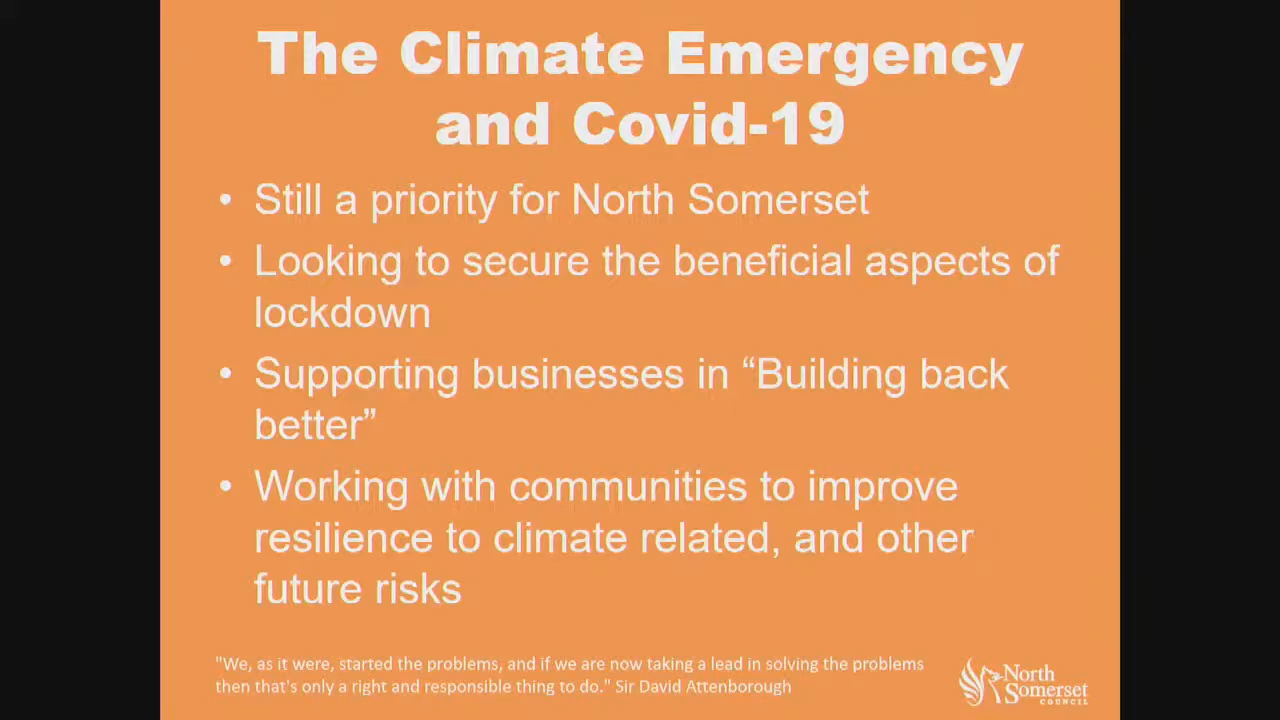 The Climate Emergency
and Covid-19
• Still a priority for North Somerset
• Looking to secure the beneficial aspects of
lockdown
• Supporting businesses in “Building back
better”
• Working with communities to improve
resilience to climate related, and other
future risks
"We, as it were, started the problems, and if we are now taking a lead in solving the problems
then that's only a right and responsible thing to do." Sir David Attenborough
North
Somerset
COUNCIL